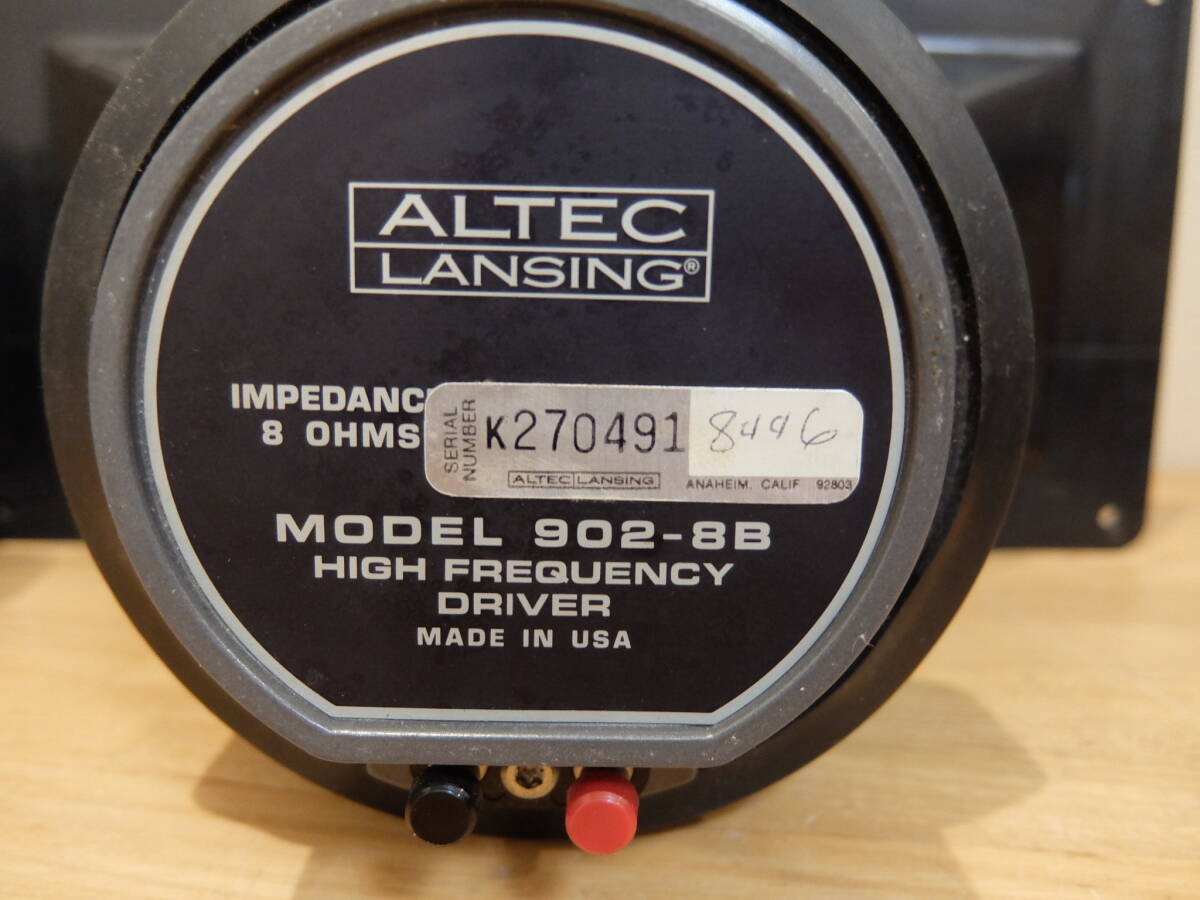 ALTEC
LANSING®
IMPEDANC
8 OHMS
SERIAL
NUMBER
K270491
8446
ALTEC LANSING
ANAHEIM, CALIF 92803
MODEL 902-8B
HIGH FREQUENCY
DRIVER
MADE IN USA